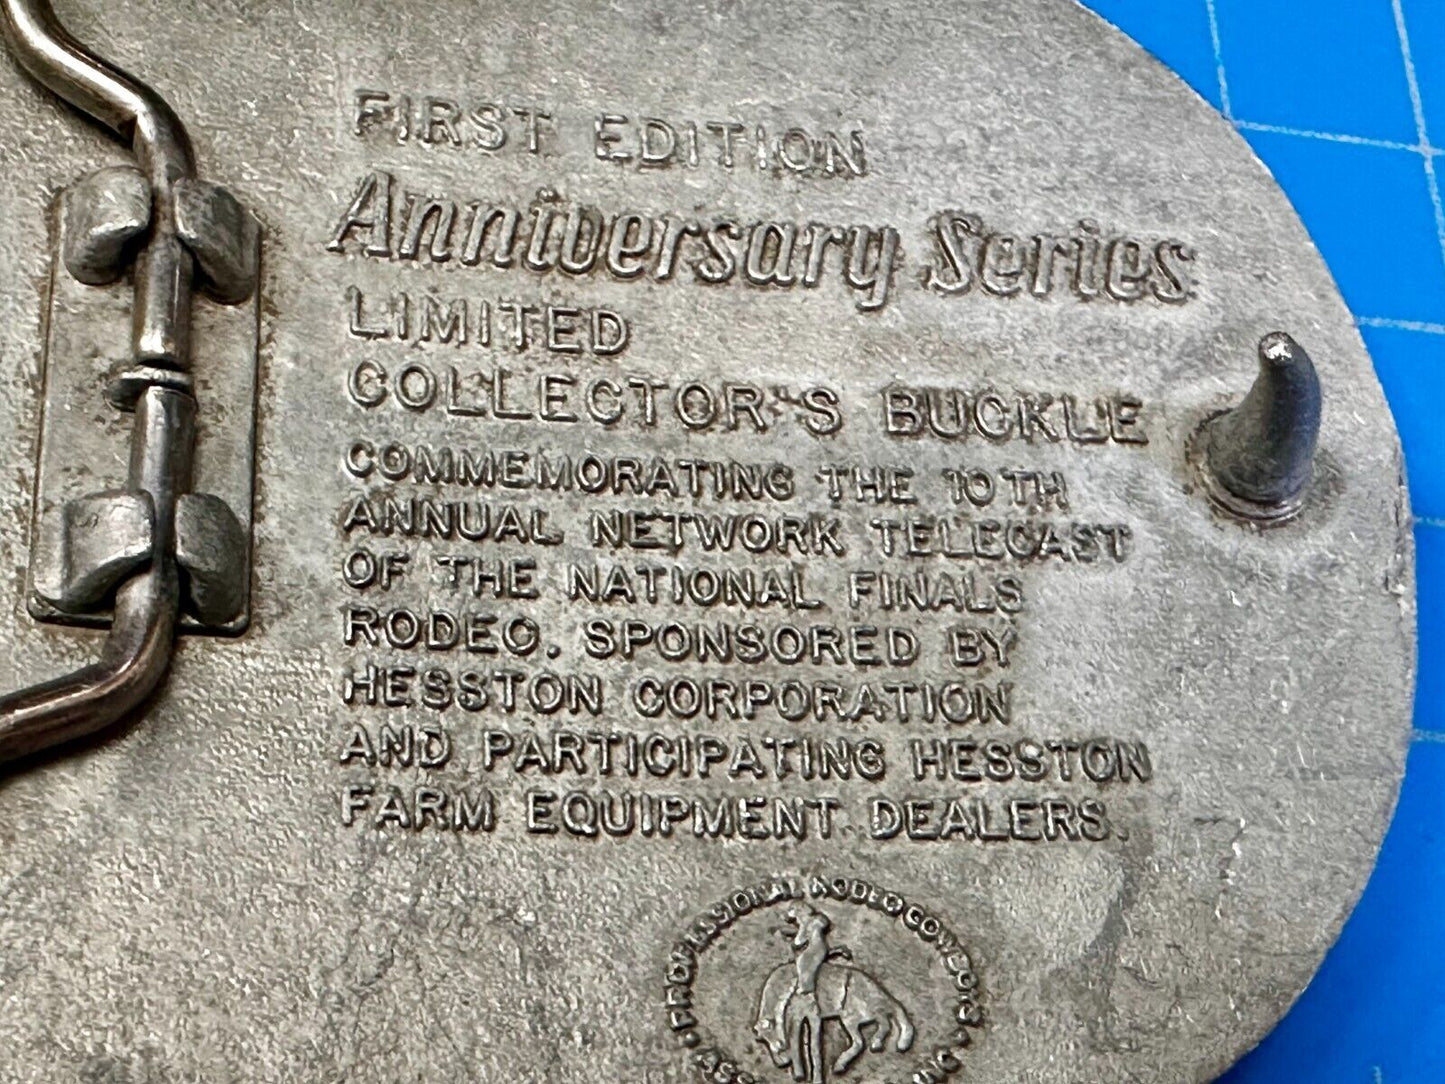 FIRST EDITION
Anniversary Series
LIMITED
COLLECTOR'S BUCKLE
COMMEMORATING THE 10TH
ANNUAL NETWORK TELECAST
OF THE NATIONAL FINALS
RODEO. SPONSORED BY
HESSTON CORPORATION
AND PARTICIPATING HESSTON
FARM EQUIPMENT DEALERS.
PROFESSIONAL RODEO COWBOYS